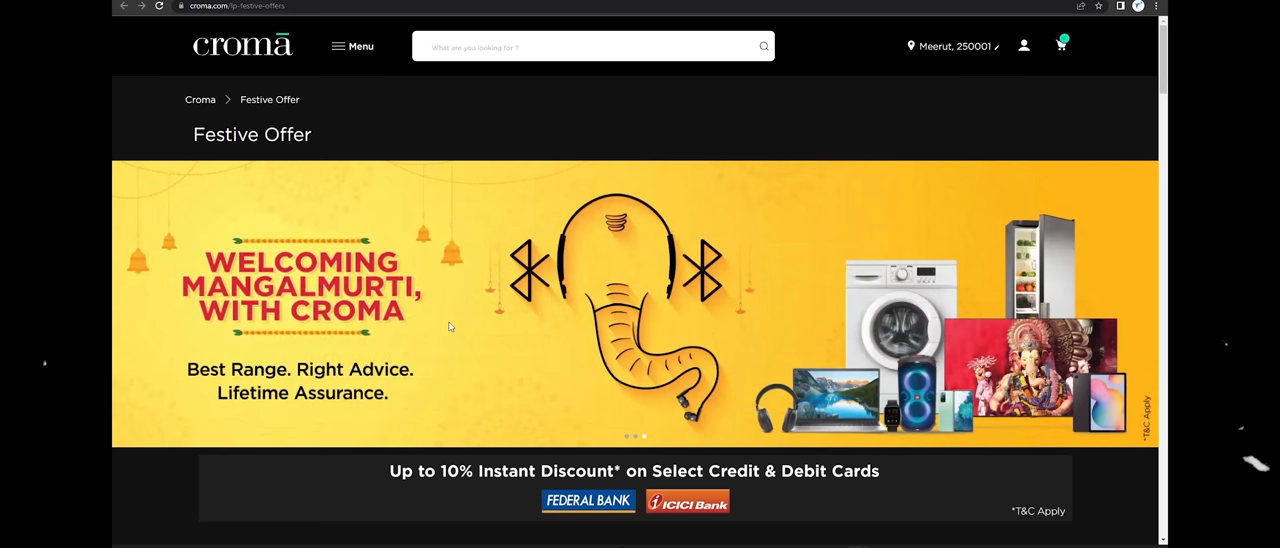 croma.com/lp-festive-offers
cromā
Menu
What are you looking for ?
Meerut, 250001
Croma > Festive Offer
Festive Offer
WELCOMING
MANGALMURTI,
WITH CROMA
Best Range. Right Advice.
Lifetime Assurance.
*T&C Apply
Up to 10% Instant Discount* on Select Credit & Debit Cards
FEDERAL BANK
ICICI Bank
*T&C Apply